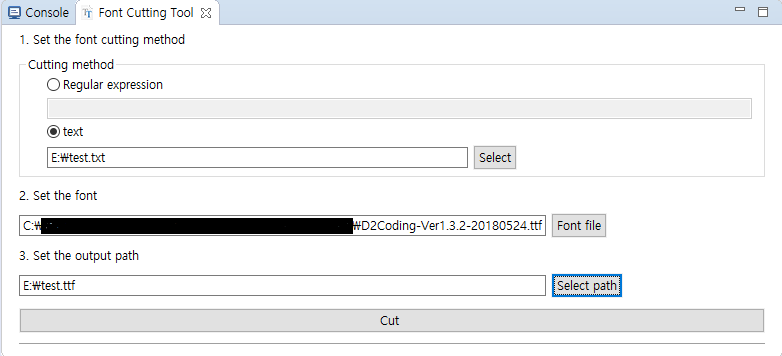 Console Font Cutting Tool
1. Set the font cutting method
Cutting method
Regular expression
text
E:₩test.txt Select
2. Set the font
C:₩ ₩D2Coding-Ver1.3.2-20180524.ttf Font file
3. Set the output path
E:₩test.ttf Select path
Cut